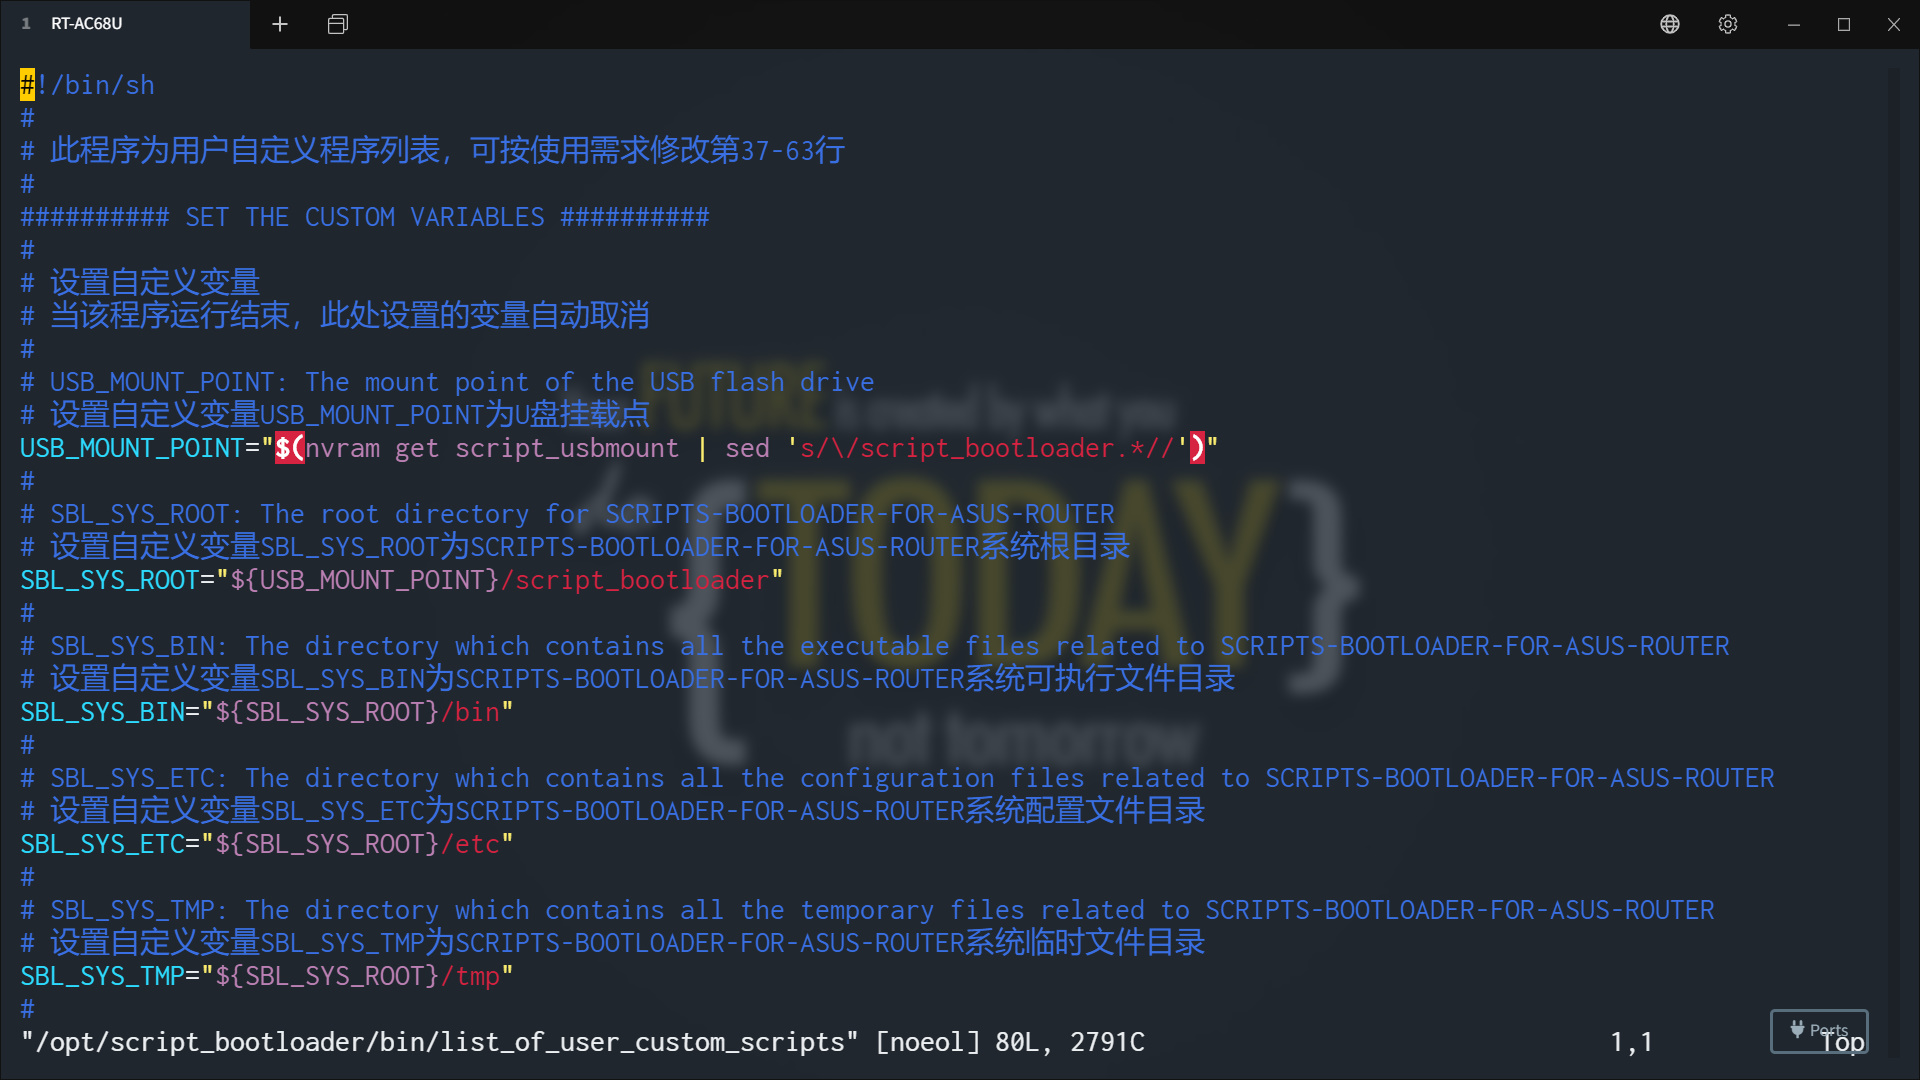 1 RT-AC68U
#!/bin/sh
#
# 此程序为用户自定义程序列表，可按使用需求修改第37-63行
#
########## SET THE CUSTOM VARIABLES ##########
#
# 设置自定义变量
# 当该程序运行结束，此处设置的变量自动取消
#
# USB_MOUNT_POINT: The mount point of the USB flash drive
# 设置自定义变量USB_MOUNT_POINT为U盘挂载点
USB_MOUNT_POINT="$(nvram get script_usbmount | sed 's/\/script_bootloader.*//')"
#
# SBL_SYS_ROOT: The root directory for SCRIPTS-BOOTLOADER-FOR-ASUS-ROUTER
# 设置自定义变量SBL_SYS_ROOT为SCRIPTS-BOOTLOADER-FOR-ASUS-ROUTER系统根目录
SBL_SYS_ROOT="${USB_MOUNT_POINT}/script_bootloader"
#
# SBL_SYS_BIN: The directory which contains all the executable files related to SCRIPTS-BOOTLOADER-FOR-ASUS-ROUTER
# 设置自定义变量SBL_SYS_BIN为SCRIPTS-BOOTLOADER-FOR-ASUS-ROUTER系统可执行文件目录
SBL_SYS_BIN="${SBL_SYS_ROOT}/bin"
#
# SBL_SYS_ETC: The directory which contains all the configuration files related to SCRIPTS-BOOTLOADER-FOR-ASUS-ROUTER
# 设置自定义变量SBL_SYS_ETC为SCRIPTS-BOOTLOADER-FOR-ASUS-ROUTER系统配置文件目录
SBL_SYS_ETC="${SBL_SYS_ROOT}/etc"
#
# SBL_SYS_TMP: The directory which contains all the temporary files related to SCRIPTS-BOOTLOADER-FOR-ASUS-ROUTER
# 设置自定义变量SBL_SYS_TMP为SCRIPTS-BOOTLOADER-FOR-ASUS-ROUTER系统临时文件目录
SBL_SYS_TMP="${SBL_SYS_ROOT}/tmp"
#
"/opt/script_bootloader/bin/list_of_user_custom_scripts" [noeol] 80L, 2791C 1,1 Top
Ports
FUTURE
is created by what you
{TODAY}
not tomorrow